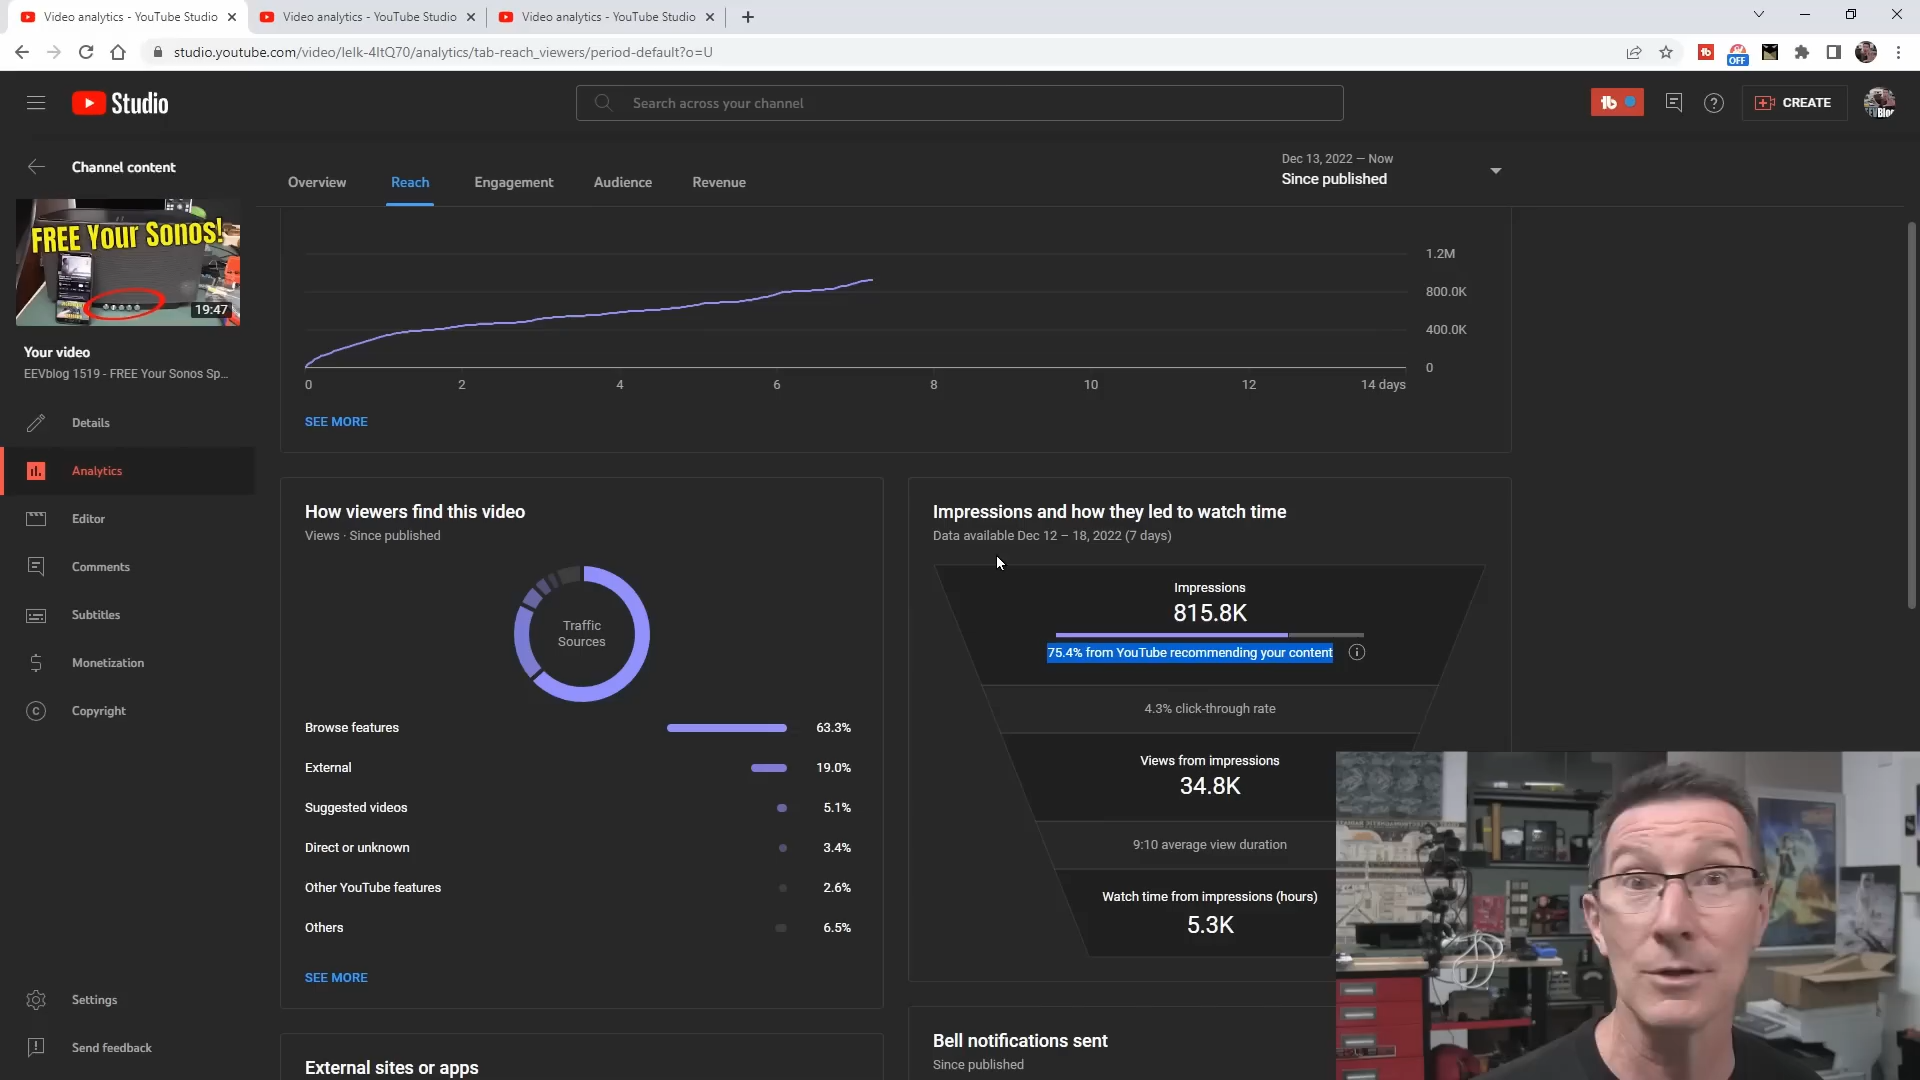 Video analytics - YouTube Studio
Video analytics - YouTube Studio
Video analytics - YouTube Studio
studio.youtube.com/video/lelk-4ltQ70/analytics/tab-reach_viewers/period-default?o=U
OFF
Studio
Search across your channel
CREATE
Channel content
FREE Your Sonos!
19:47
Your video
EEVblog 1519 - FREE Your Sonos Sp...
Details
Analytics
Editor
Comments
Subtitles
Monetization
Copyright
Settings
Send feedback
Overview
Reach
Engagement
Audience
Revenue
Dec 13, 2022 – Now
Since published
1.2M
800.0K
400.0K
0
0 2 4 6 8 10 12 14 days
SEE MORE
How viewers find this video
Views · Since published
Traffic
Sources
Browse features 63.3%
External 19.0%
Suggested videos 5.1%
Direct or unknown 3.4%
Other YouTube features 2.6%
Others 6.5%
SEE MORE
Impressions and how they led to watch time
Data available Dec 12 – 18, 2022 (7 days)
Impressions
815.8K
75.4% from YouTube recommending your content
4.3% click-through rate
Views from impressions
34.8K
9:10 average view duration
Watch time from impressions (hours)
5.3K
External sites or apps
Bell notifications sent
Since published